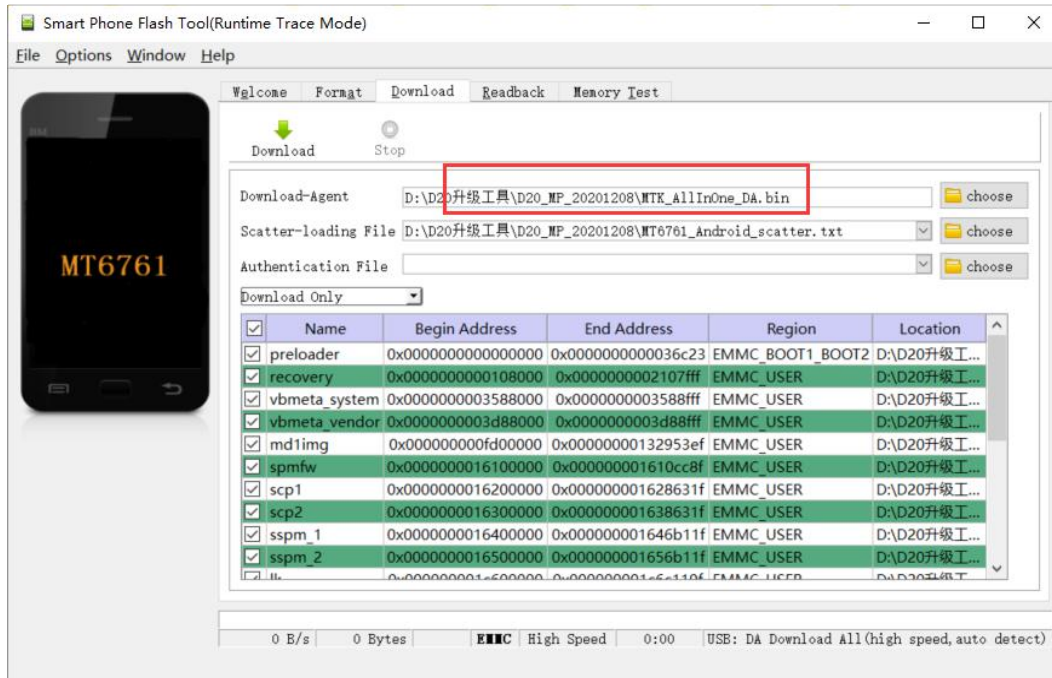 Smart Phone Flash Tool(Runtime Trace Mode)
File Options Window Help
Welcome Format Download Readback Memory Test
Download Stop
Download-Agent D:\D20升级工具\D20_MP_20201208\MTK_AllInOne_DA.bin choose
Scatter-loading File D:\D20升级工具\D20_MP_20201208\MT6761_Android_scatter.txt choose
Authentication File choose
MT6761
Download Only
Name Begin Address End Address Region Location
preloader 0x0000000000000000 0x0000000000036c23 EMMC_BOOT1_BOOT2 D:\D20升级工...
recovery 0x0000000000108000 0x0000000002107fff EMMC_USER D:\D20升级工...
vbmeta_system 0x0000000003588000 0x0000000003588fff EMMC_USER D:\D20升级工...
vbmeta_vendor 0x0000000003d88000 0x0000000003d88fff EMMC_USER D:\D20升级工...
md1img 0x000000000fd00000 0x00000000132953ef EMMC_USER D:\D20升级工...
spmfw 0x0000000016100000 0x000000001610cc8f EMMC_USER D:\D20升级工...
scp1 0x0000000016200000 0x000000001628631f EMMC_USER D:\D20升级工...
scp2 0x0000000016300000 0x000000001638631f EMMC_USER D:\D20升级工...
sspm_1 0x0000000016400000 0x000000001646b11f EMMC_USER D:\D20升级工...
sspm_2 0x0000000016500000 0x000000001656b11f EMMC_USER D:\D20升级工...
0 B/s 0 Bytes EMMC High Speed 0:00 USB: DA Download All(high speed,auto detect)